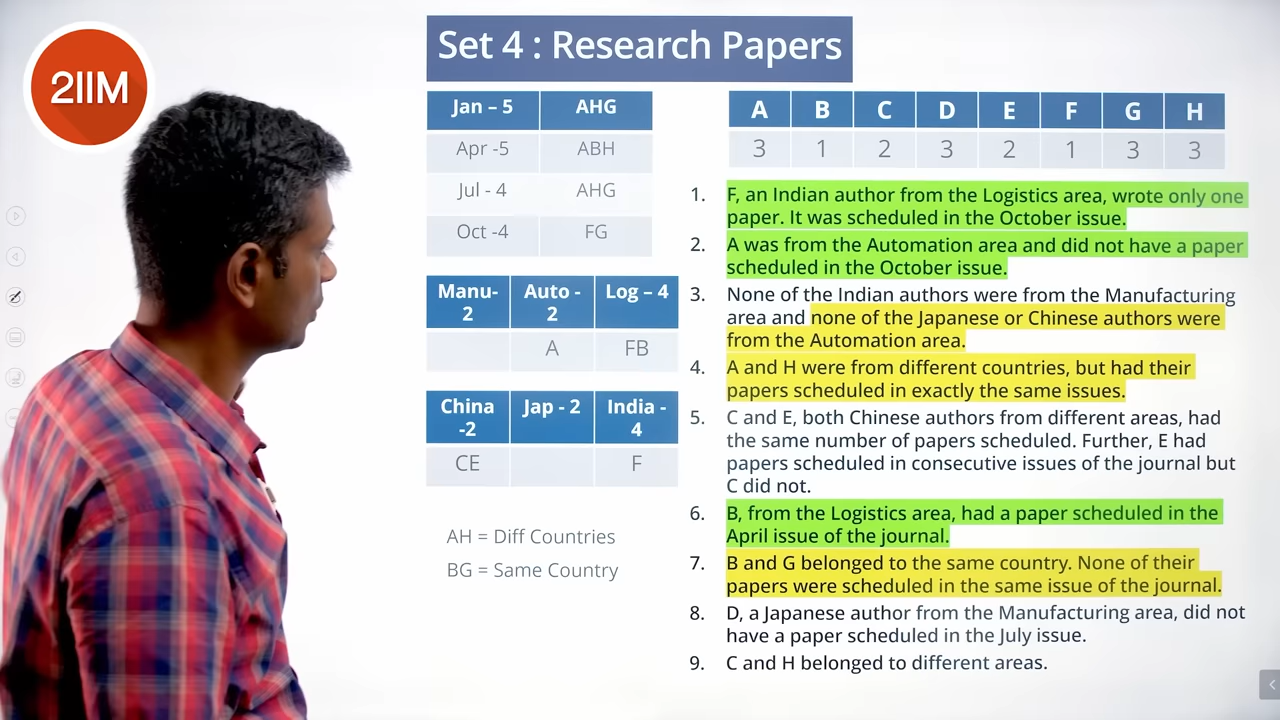 2IIM
Set 4 : Research Papers
Jan – 5 AHG
Apr -5 ABH
Jul - 4 AHG
Oct -4 FG
Manu- Auto - Log – 4
2 2
A FB
China Jap - 2 India -
-2 4
CE F
AH = Diff Countries
BG = Same Country
A B C D E F G H
3 1 2 3 2 1 3 3
1. F, an Indian author from the Logistics area, wrote only one
paper. It was scheduled in the October issue.
2. A was from the Automation area and did not have a paper
scheduled in the October issue.
3. None of the Indian authors were from the Manufacturing
area and none of the Japanese or Chinese authors were
from the Automation area.
4. A and H were from different countries, but had their
papers scheduled in exactly the same issues.
5. C and E, both Chinese authors from different areas, had
the same number of papers scheduled. Further, E had
papers scheduled in consecutive issues of the journal but
C did not.
6. B, from the Logistics area, had a paper scheduled in the
April issue of the journal.
7. B and G belonged to the same country. None of their
papers were scheduled in the same issue of the journal.
8. D, a Japanese author from the Manufacturing area, did not
have a paper scheduled in the July issue.
9. C and H belonged to different areas.